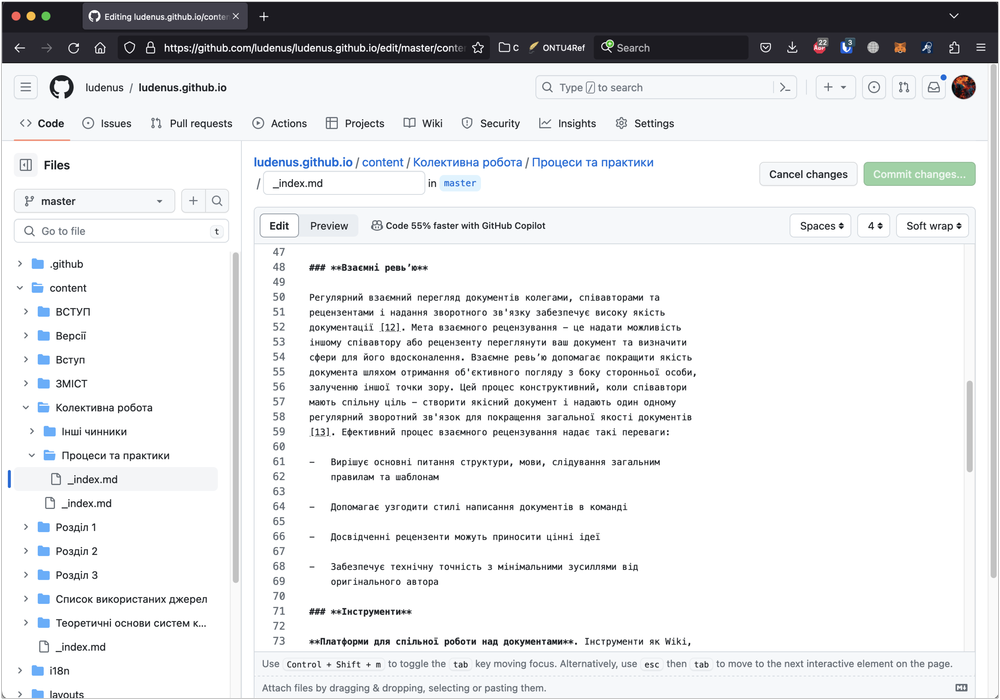 Editing ludenus.github.io/conte
https://github.com/ludenus/ludenus.github.io/edit/master/conte
C
ONTU4Ref
Search
22
3
ludenus / ludenus.github.io
Type / to search
Code
Issues
Pull requests
Actions
Projects
Wiki
Security
Insights
Settings
Files
master
Go to file
t
.github
content
ВСТУП
Версії
Вступ
ЗМІСТ
Колективна робота
Інші чинники
Процеси та практики
_index.md
_index.md
Розділ 1
Розділ 2
Розділ 3
Список використаних джерел
Теоретичні основи систем к...
_index.md
i18n
layouts
ludenus.github.io / content / Колективна робота / Процеси та практики
/ _index.md in master
Cancel changes
Commit changes...
Edit
Preview
Code 55% faster with GitHub Copilot
Spaces
4
Soft wrap
47
48 ### **Взаємні ревь’ю**
49
50 Регулярний взаємний перегляд документів колегами, співавторами та
51 рецензентами і надання зворотного зв'язку забезпечує високу якість
52 документації [12]. Мета взаємного рецензування – це надати можливість
53 іншому співавтору або рецензенту переглянути ваш документ та визначити
54 сфери для його вдосконалення. Взаємне ревь’ю допомагає покращити якість
55 документа шляхом отримання об'єктивного погляду з боку сторонньої особи,
56 залученню іншої точки зору. Цей процес конструктивний, коли співавтори
57 мають спільну ціль – створити якісний документ і надають один одному
58 регулярний зворотний зв'язок для покращення загальної якості документів
59 [13]. Ефективний процес взаємного рецензування надає такі переваги:
60
61 – Вирішує основні питання структури, мови, слідування загальним
62 правилам та шаблонам
63
64 – Допомагає узгодити стилі написання документів в команді
65
66 – Досвідченні рецензенти можуть приносити цінні ідеї
67
68 – Забезпечує технічну точність з мінімальними зусиллями від
69 оригінального автора
70
71 ### **Інструменти**
72
73 **Платформи для спільної роботи над документами**. Інструменти як Wiki,
Use Control + Shift + m to toggle the tab key moving focus. Alternatively, use esc then tab to move to the next interactive element on the page.
Attach files by dragging & dropping, selecting or pasting them.